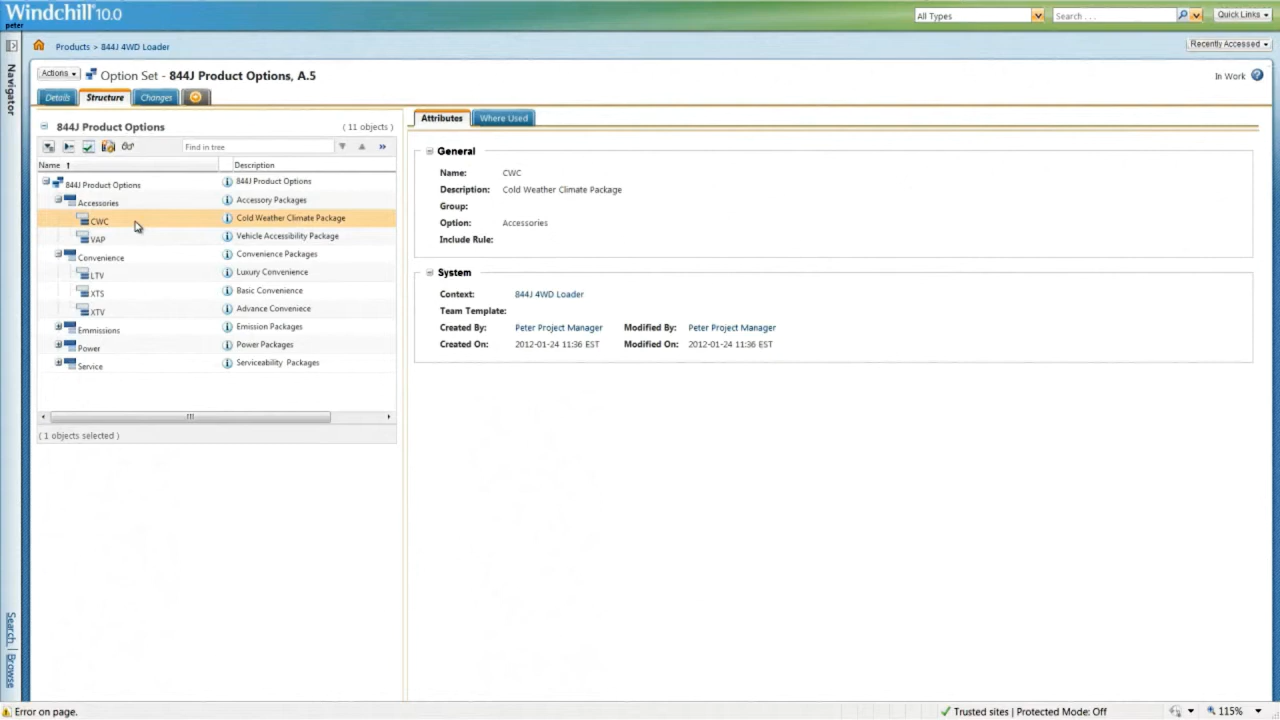 Windchill 10.0
peter
All Types
Search . . .
Quick Links
Products > 844J 4WD Loader
Recently Accessed
Navigator
Actions
Option Set - 844J Product Options, A.5
In Work
Details
Structure
Changes
844J Product Options
( 11 objects )
Find in tree
Name
Description
844J Product Options
844J Product Options
Accessories
Accessory Packages
CWC
Cold Weather Climate Package
VAP
Vehicle Accessibility Package
Convenience
Convenience Packages
LTV
Luxury Convenience
XTS
Basic Convenience
XTV
Advance Conveniece
Emmissions
Emission Packages
Power
Power Packages
Service
Serviceability Packages
( 1 objects selected )
Attributes
Where Used
General
Name: CWC
Description: Cold Weather Climate Package
Group:
Option: Accessories
Include Rule:
System
Context: 844J 4WD Loader
Team Template:
Created By: Peter Project Manager Modified By: Peter Project Manager
Created On: 2012-01-24 11:36 EST Modified On: 2012-01-24 11:36 EST
Search | Browse
Error on page.
Trusted sites | Protected Mode: Off
115%